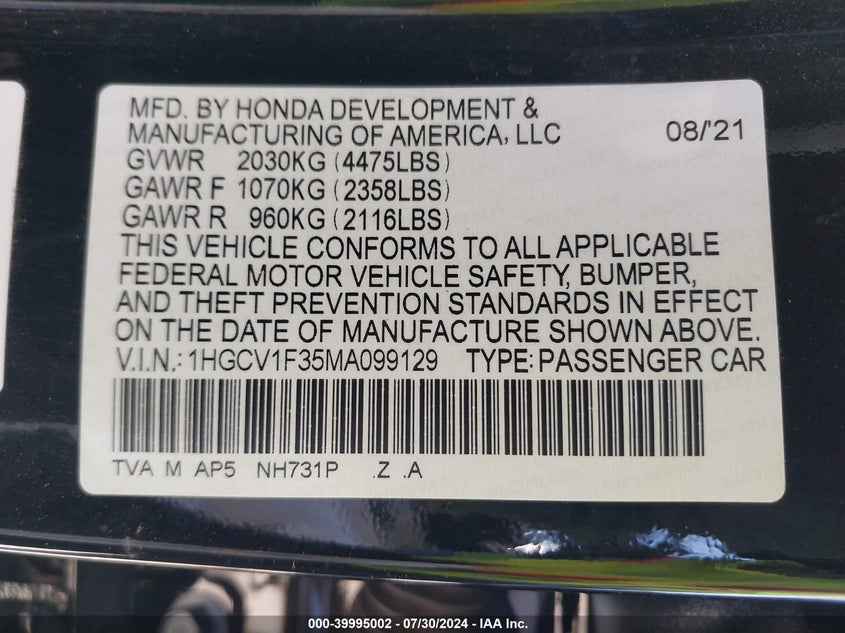 MFD. BY HONDA DEVELOPMENT &
MANUFACTURING OF AMERICA, LLC 08/'21
GVWR 2030KG (4475LBS)
GAWR F 1070KG (2358LBS)
GAWR R 960KG (2116LBS)
THIS VEHICLE CONFORMS TO ALL APPLICABLE
FEDERAL MOTOR VEHICLE SAFETY, BUMPER,
AND THEFT PREVENTION STANDARDS IN EFFECT
ON THE DATE OF MANUFACTURE SHOWN ABOVE.
V.I.N.: 1HGCV1F35MA099129 TYPE: PASSENGER CAR
TVA M AP5 NH731P .Z .A
000-39995002 - 07/30/2024 - IAA Inc.